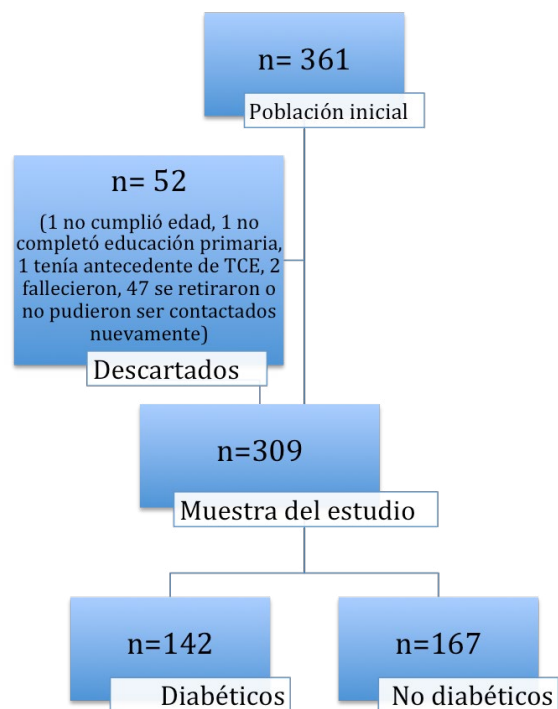 n= 361
Población inicial
n= 52
(1 no cumplió edad, 1 no
completó educación primaria,
1 tenía antecedente de TCE, 2
fallecieron, 47 se retiraron o
no pudieron ser contactados
nuevamente)
Descartados
n=309
Muestra del estudio
n=142
Diabéticos
n=167
No diabéticos